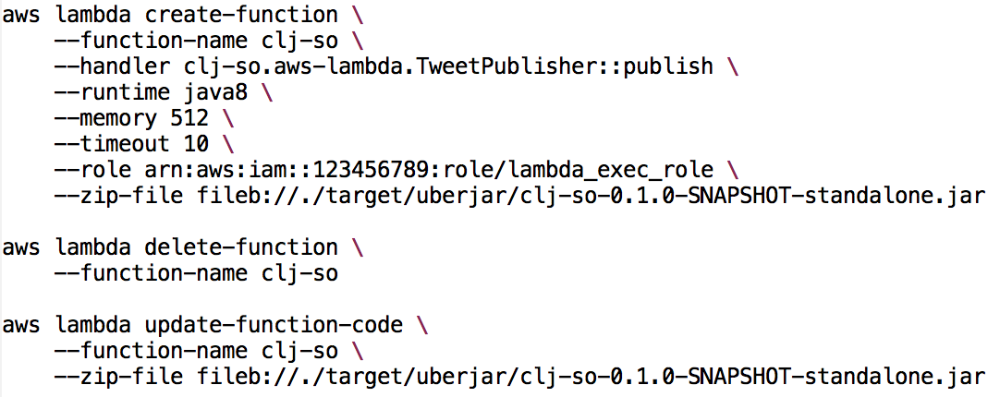 aws lambda create-function \
    --function-name clj-so \
    --handler clj-so.aws-lambda.TweetPublisher::publish \
    --runtime java8 \
    --memory 512 \
    --timeout 10 \
    --role arn:aws:iam::123456789:role/lambda_exec_role \
    --zip-file fileb://./target/uberjar/clj-so-0.1.0-SNAPSHOT-standalone.jar

aws lambda delete-function \
    --function-name clj-so

aws lambda update-function-code \
    --function-name clj-so \
    --zip-file fileb://./target/uberjar/clj-so-0.1.0-SNAPSHOT-standalone.jar